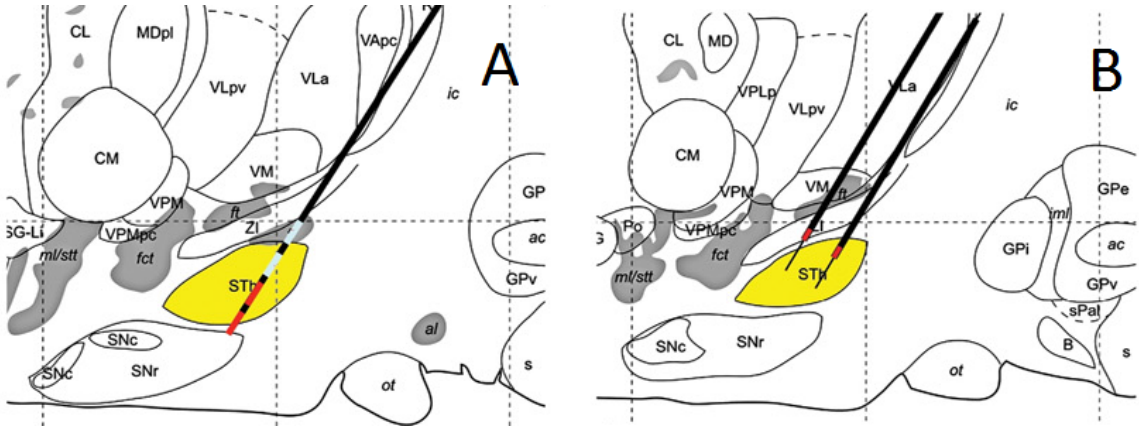 CL
MDpl
VApc
A
VLpv
VLa
ic
CM
VM
VPM
ft
GP
SG-Li
VPMpc
ZI
ac
ml/stt
fct
GPv
STh
al
SNc
SNc
SNr
ot
s
CL
MD
B
VLa
VPLp
VLpv
ic
CM
VPM
VM
ft
GPe
iml
G
Po
VPMpc
ZI
GPi
ac
ml/stt
fct
STh
GPv
sPal
SNc
SNr
B
s
ot